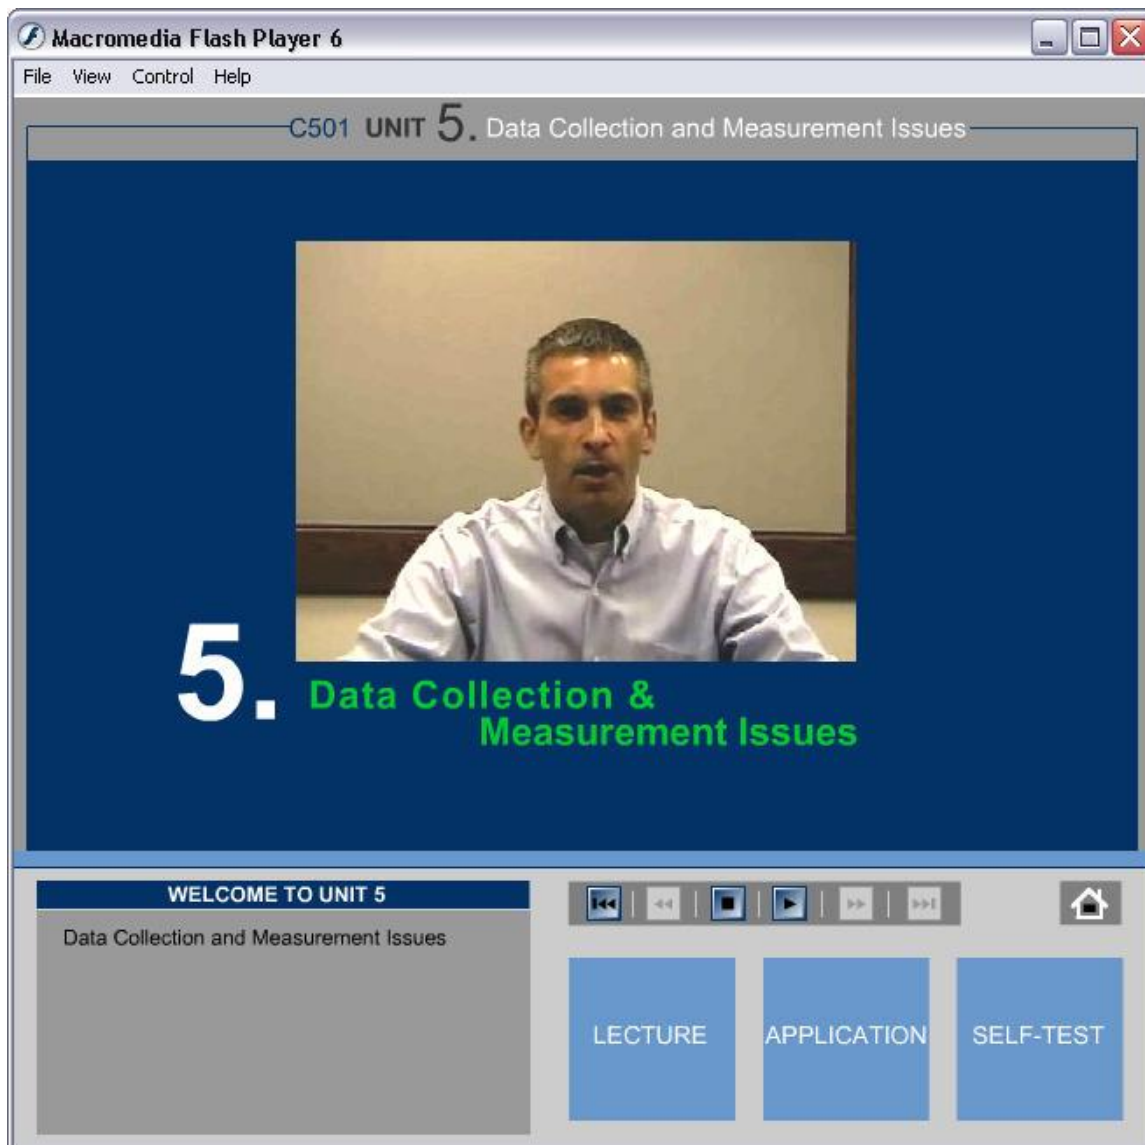 Macromedia Flash Player 6
File View Control Help
C501 UNIT 5. Data Collection and Measurement Issues
5. Data Collection &
Measurement Issues
WELCOME TO UNIT 5
Data Collection and Measurement Issues
LECTURE APPLICATION SELF-TEST